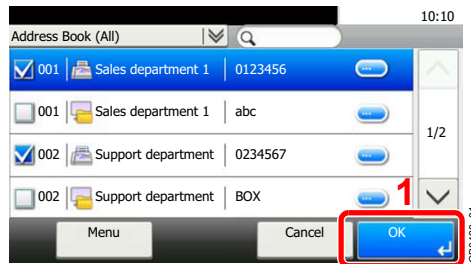 10:10
Address Book (All)
001 Sales department 1 0123456
001 Sales department 1 abc
1/2
002 Support department 0234567
002 Support department BOX
1
Menu Cancel OK